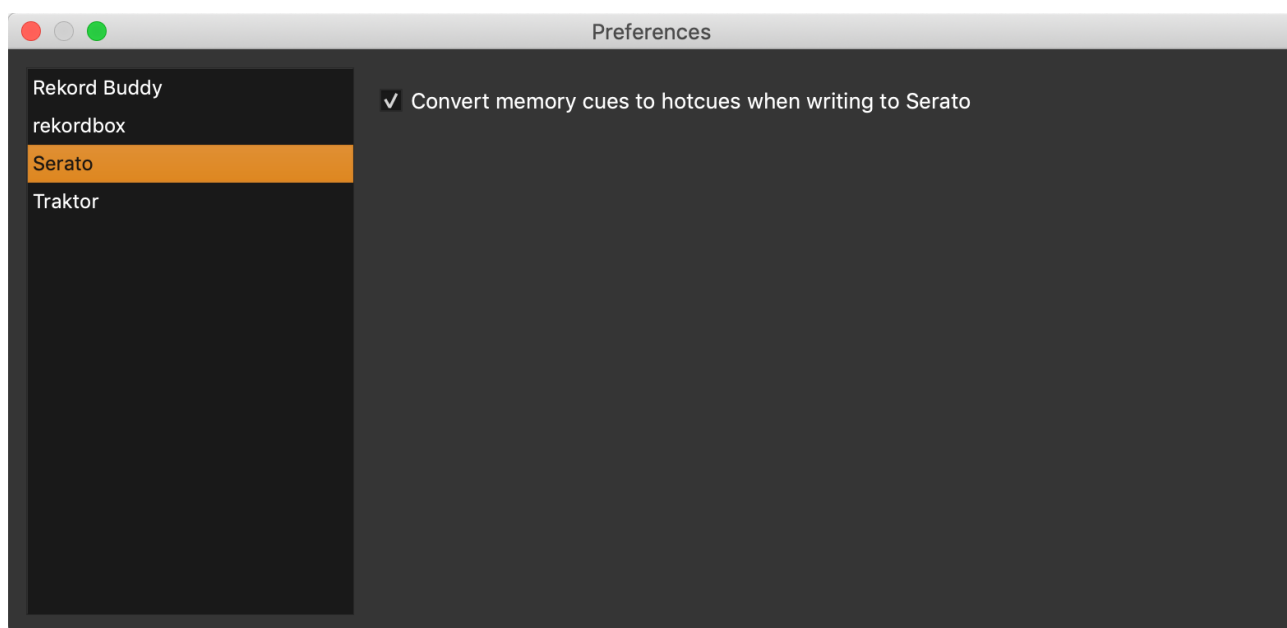 Preferences
Rekord Buddy
rekordbox
Serato
Traktor
Convert memory cues to hotcues when writing to Serato